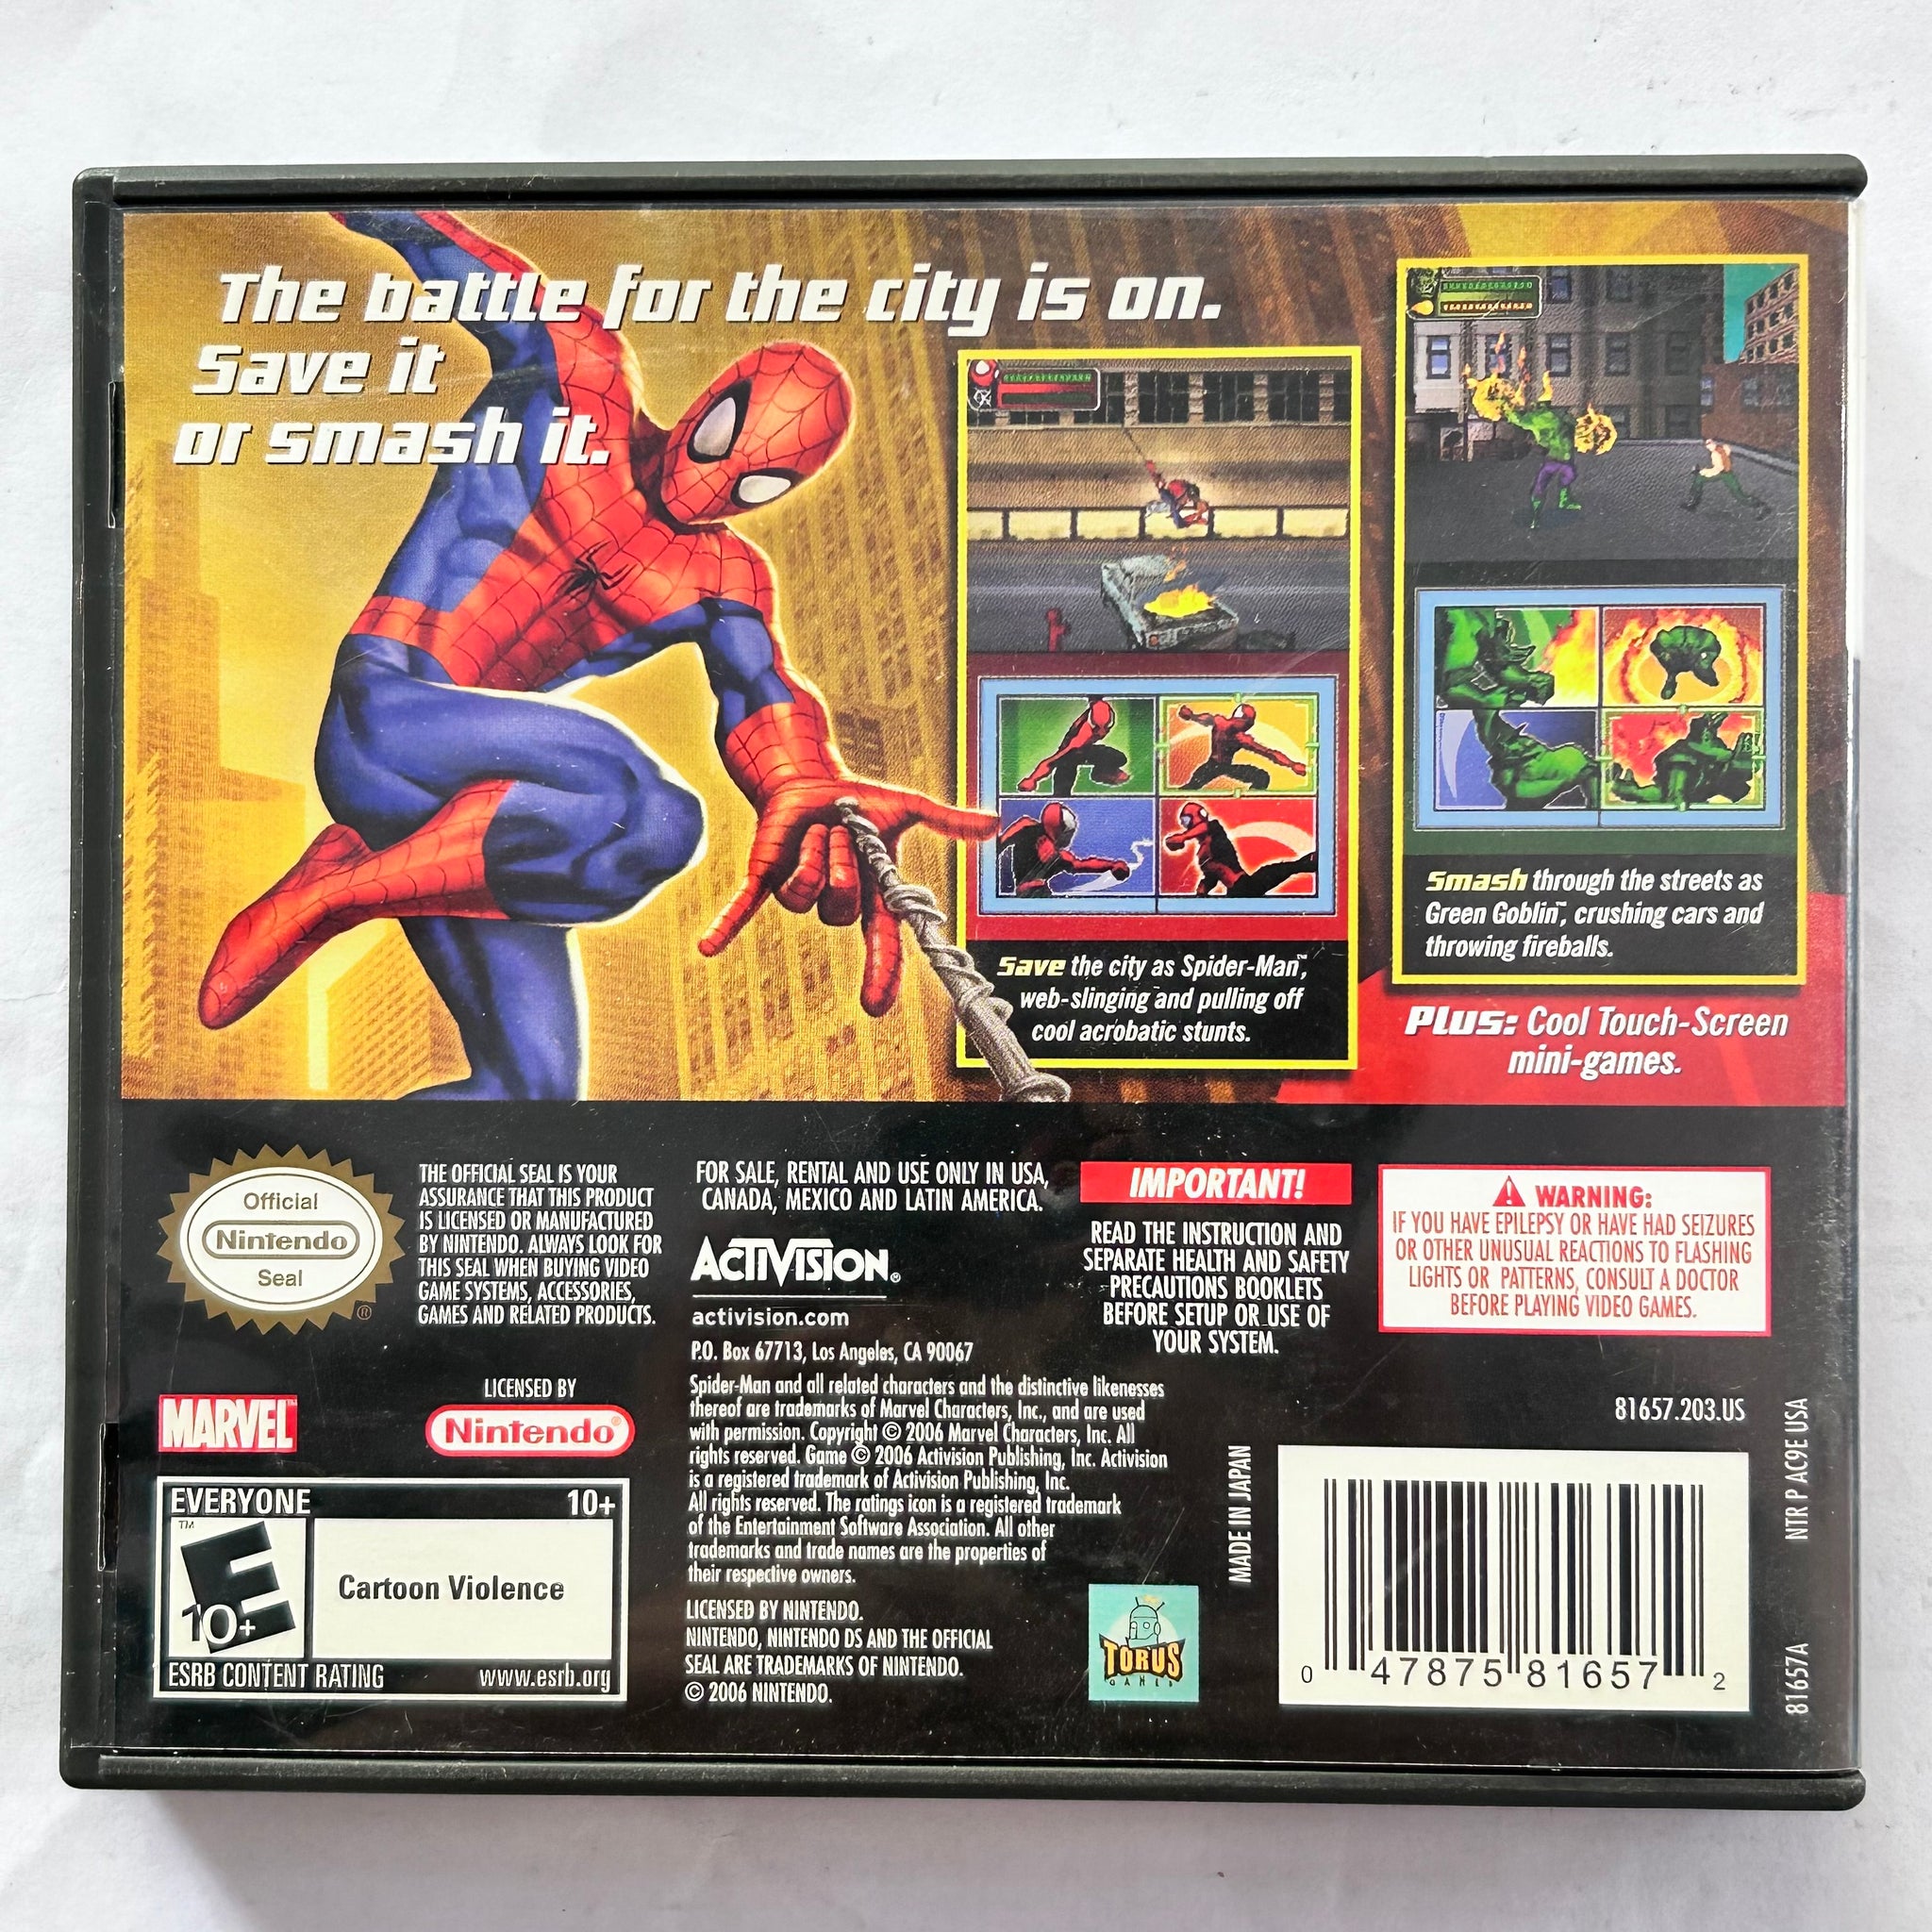 The battle for the city is on.
Save it
or smash it.
Save the city as Spider-Man™,
web-slinging and pulling off
cool acrobatic stunts.
Smash through the streets as
Green Goblin™, crushing cars and
throwing fireballs.
Plus: Cool Touch-Screen
mini-games.
Official
Nintendo
Seal
®
THE OFFICIAL SEAL IS YOUR
ASSURANCE THAT THIS PRODUCT
IS LICENSED OR MANUFACTURED
BY NINTENDO. ALWAYS LOOK FOR
THIS SEAL WHEN BUYING VIDEO
GAME SYSTEMS, ACCESSORIES,
GAMES AND RELATED PRODUCTS.
MARVEL™
LICENSED BY
Nintendo®
EVERYONE 10+
™
E
10+
Cartoon Violence
ESRB CONTENT RATING www.esrb.org
FOR SALE, RENTAL AND USE ONLY IN USA,
CANADA, MEXICO AND LATIN AMERICA.
ACTIVISION®
activision.com
P.O. Box 67713, Los Angeles, CA 90067
Spider-Man and all related characters and the distinctive likenesses
thereof are trademarks of Marvel Characters, Inc., and are used
with permission. Copyright © 2006 Marvel Characters, Inc. All
rights reserved. Game © 2006 Activision Publishing, Inc. Activision
is a registered trademark of Activision Publishing, Inc.
All rights reserved. The ratings icon is a registered trademark
of the Entertainment Software Association. All other
trademarks and trade names are the properties of
their respective owners.
LICENSED BY NINTENDO.
NINTENDO, NINTENDO DS AND THE OFFICIAL
SEAL ARE TRADEMARKS OF NINTENDO.
© 2006 NINTENDO.
IMPORTANT!
READ THE INSTRUCTION AND
SEPARATE HEALTH AND SAFETY
PRECAUTIONS BOOKLETS
BEFORE SETUP OR USE OF
YOUR SYSTEM.
WARNING:
IF YOU HAVE EPILEPSY OR HAVE HAD SEIZURES
OR OTHER UNUSUAL REACTIONS TO FLASHING
LIGHTS OR PATTERNS, CONSULT A DOCTOR
BEFORE PLAYING VIDEO GAMES.
TORUS
GAMES
MADE IN JAPAN
81657.203.US
0 47875 81657 2
NTR P AC9E USA
81657A